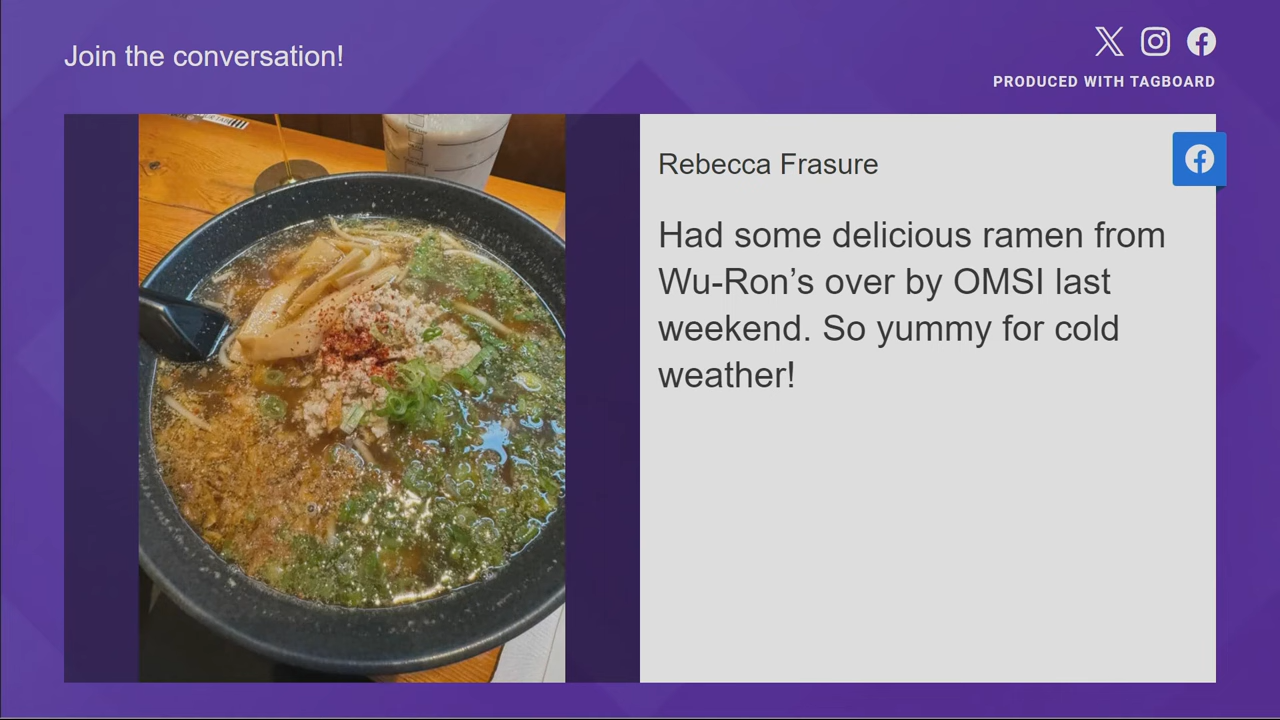 Join the conversation!
PRODUCED WITH TAGBOARD
Rebecca Frasure
Had some delicious ramen from
Wu-Ron’s over by OMSI last
weekend. So yummy for cold
weather!